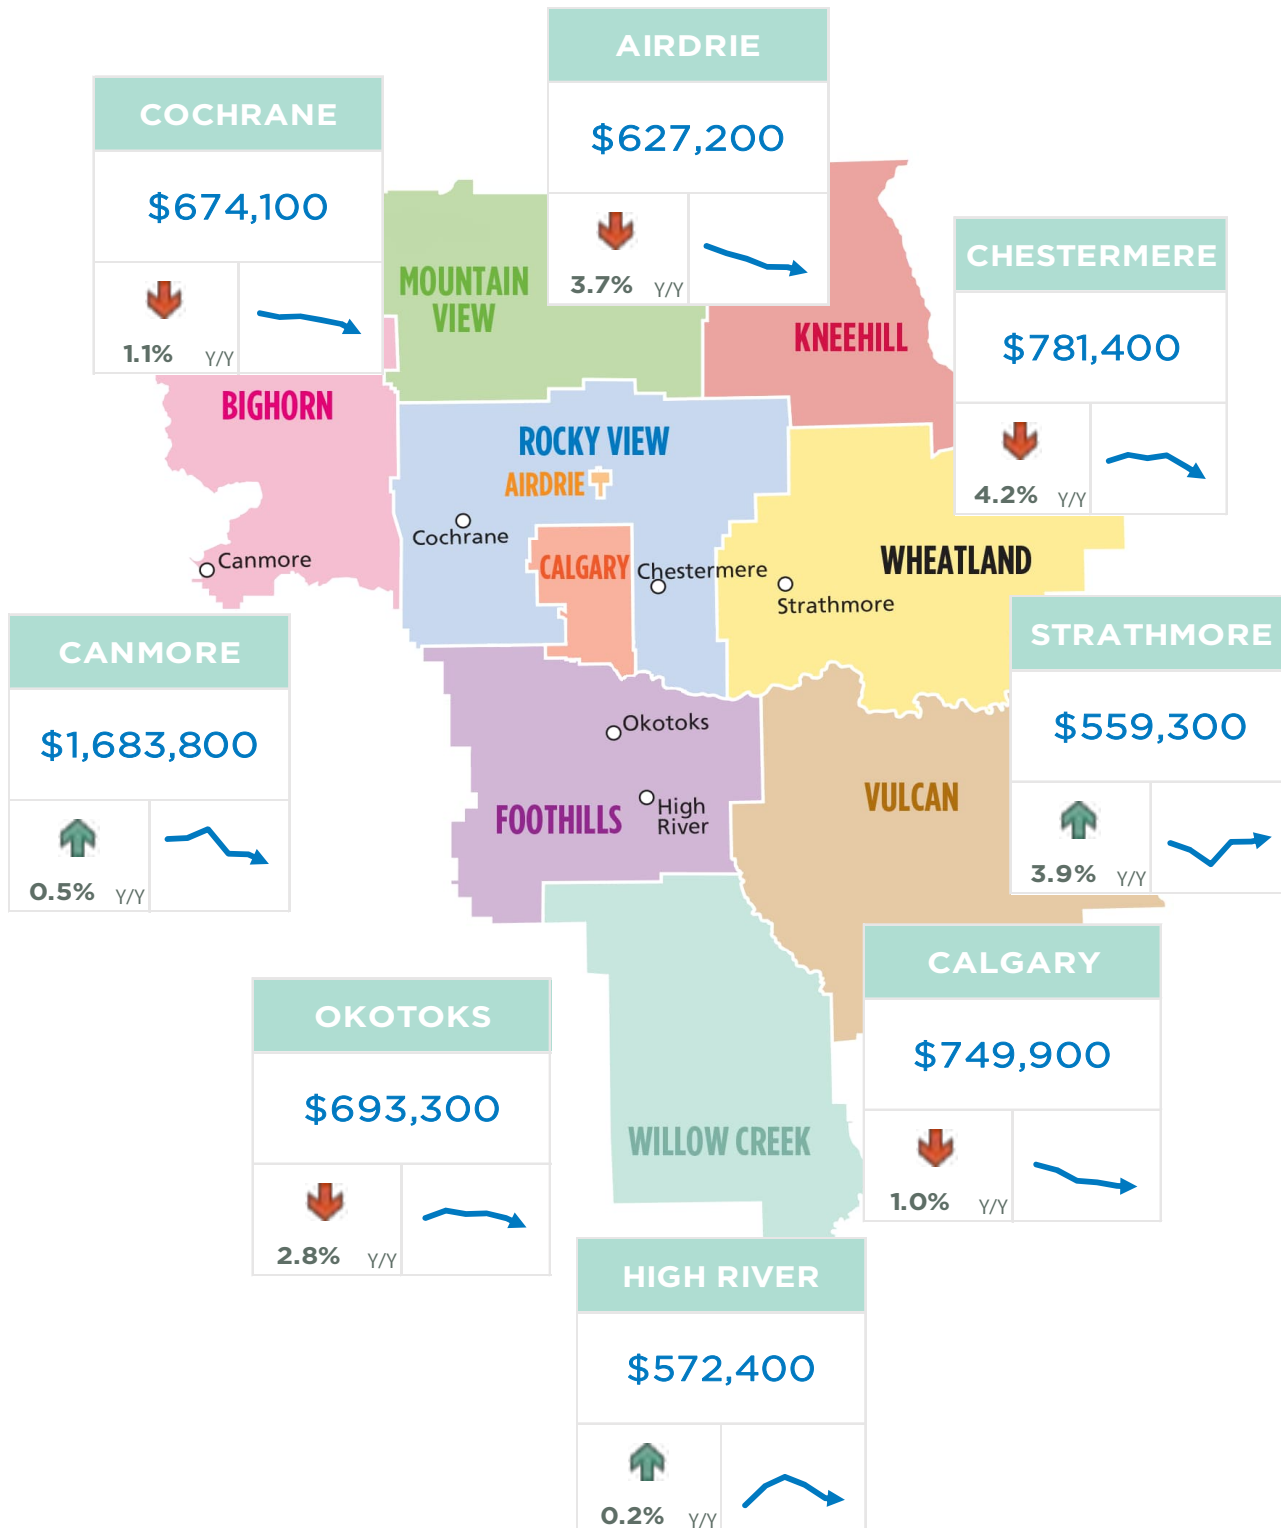 AIRDRIE
$627,200
3.7% Y/Y
COCHRANE
$674,100
1.1% Y/Y
CHESTERMERE
$781,400
4.2% Y/Y
MOUNTAIN
VIEW
KNEEHILL
BIGHORN
ROCKY VIEW
AIRDRIE
Cochrane
Canmore
CALGARY
Chestermere
WHEATLAND
Strathmore
CANMORE
$1,683,800
0.5% Y/Y
STRATHMORE
$559,300
3.9% Y/Y
Okotoks
FOOTHILLS
High
River
VULCAN
OKOTOKS
$693,300
2.8% Y/Y
CALGARY
$749,900
1.0% Y/Y
WILLOW CREEK
HIGH RIVER
$572,400
0.2% Y/Y